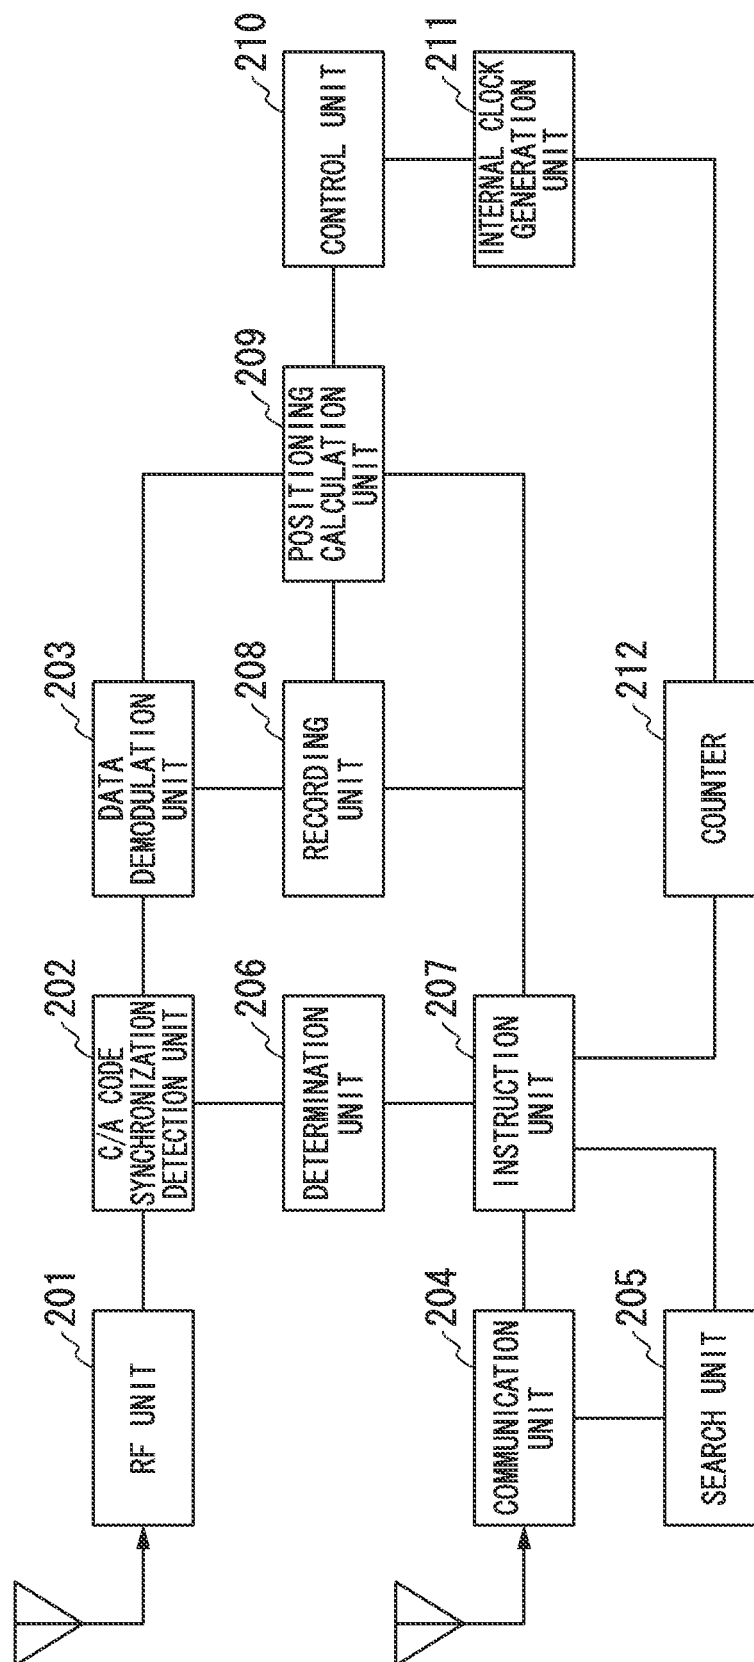 201
RF UNIT
202
C/A CODE
SYNCHRONIZATION
DETECTION UNIT
203
DATA
DEMODULATION
UNIT
206
DETERMINATION
UNIT
208
RECORDING
UNIT
209
POSITIONING
CALCULATION
UNIT
210
CONTROL UNIT
204
COMMUNICATION
UNIT
207
INSTRUCTION
UNIT
211
INTERNAL CLOCK
GENERATION
UNIT
205
SEARCH UNIT
212
COUNTER